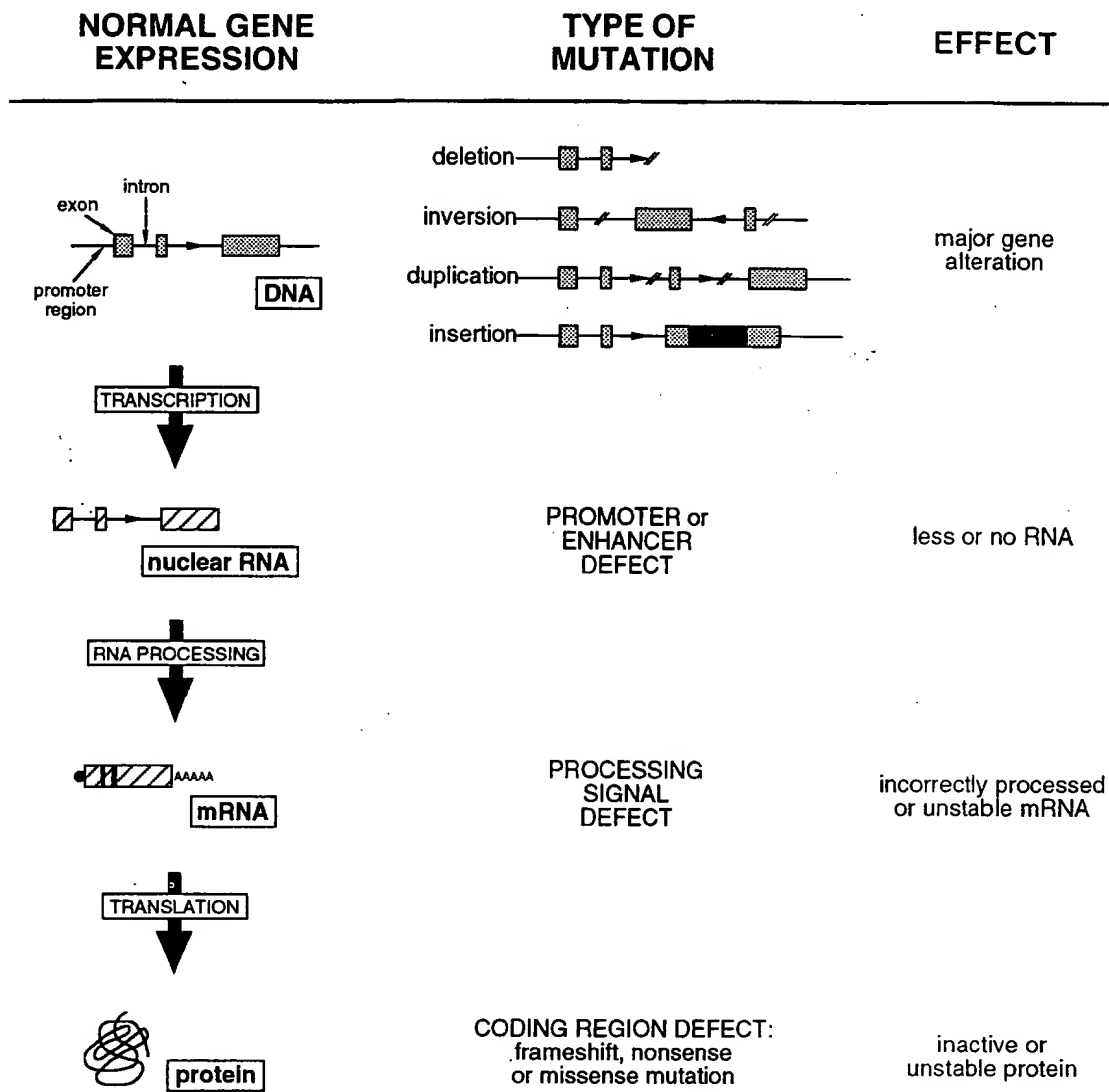 NORMAL GENE
EXPRESSION
TYPE OF
MUTATION
EFFECT
exon
intron
promoter
region
DNA
deletion
inversion
duplication
insertion
major gene
alteration
TRANSCRIPTION
nuclear RNA
PROMOTER or
ENHANCER
DEFECT
less or no RNA
RNA PROCESSING
AAAAA
mRNA
PROCESSING
SIGNAL
DEFECT
incorrectly processed
or unstable mRNA
TRANSLATION
protein
CODING REGION DEFECT:
frameshift, nonsense
or missense mutation
inactive or
unstable protein